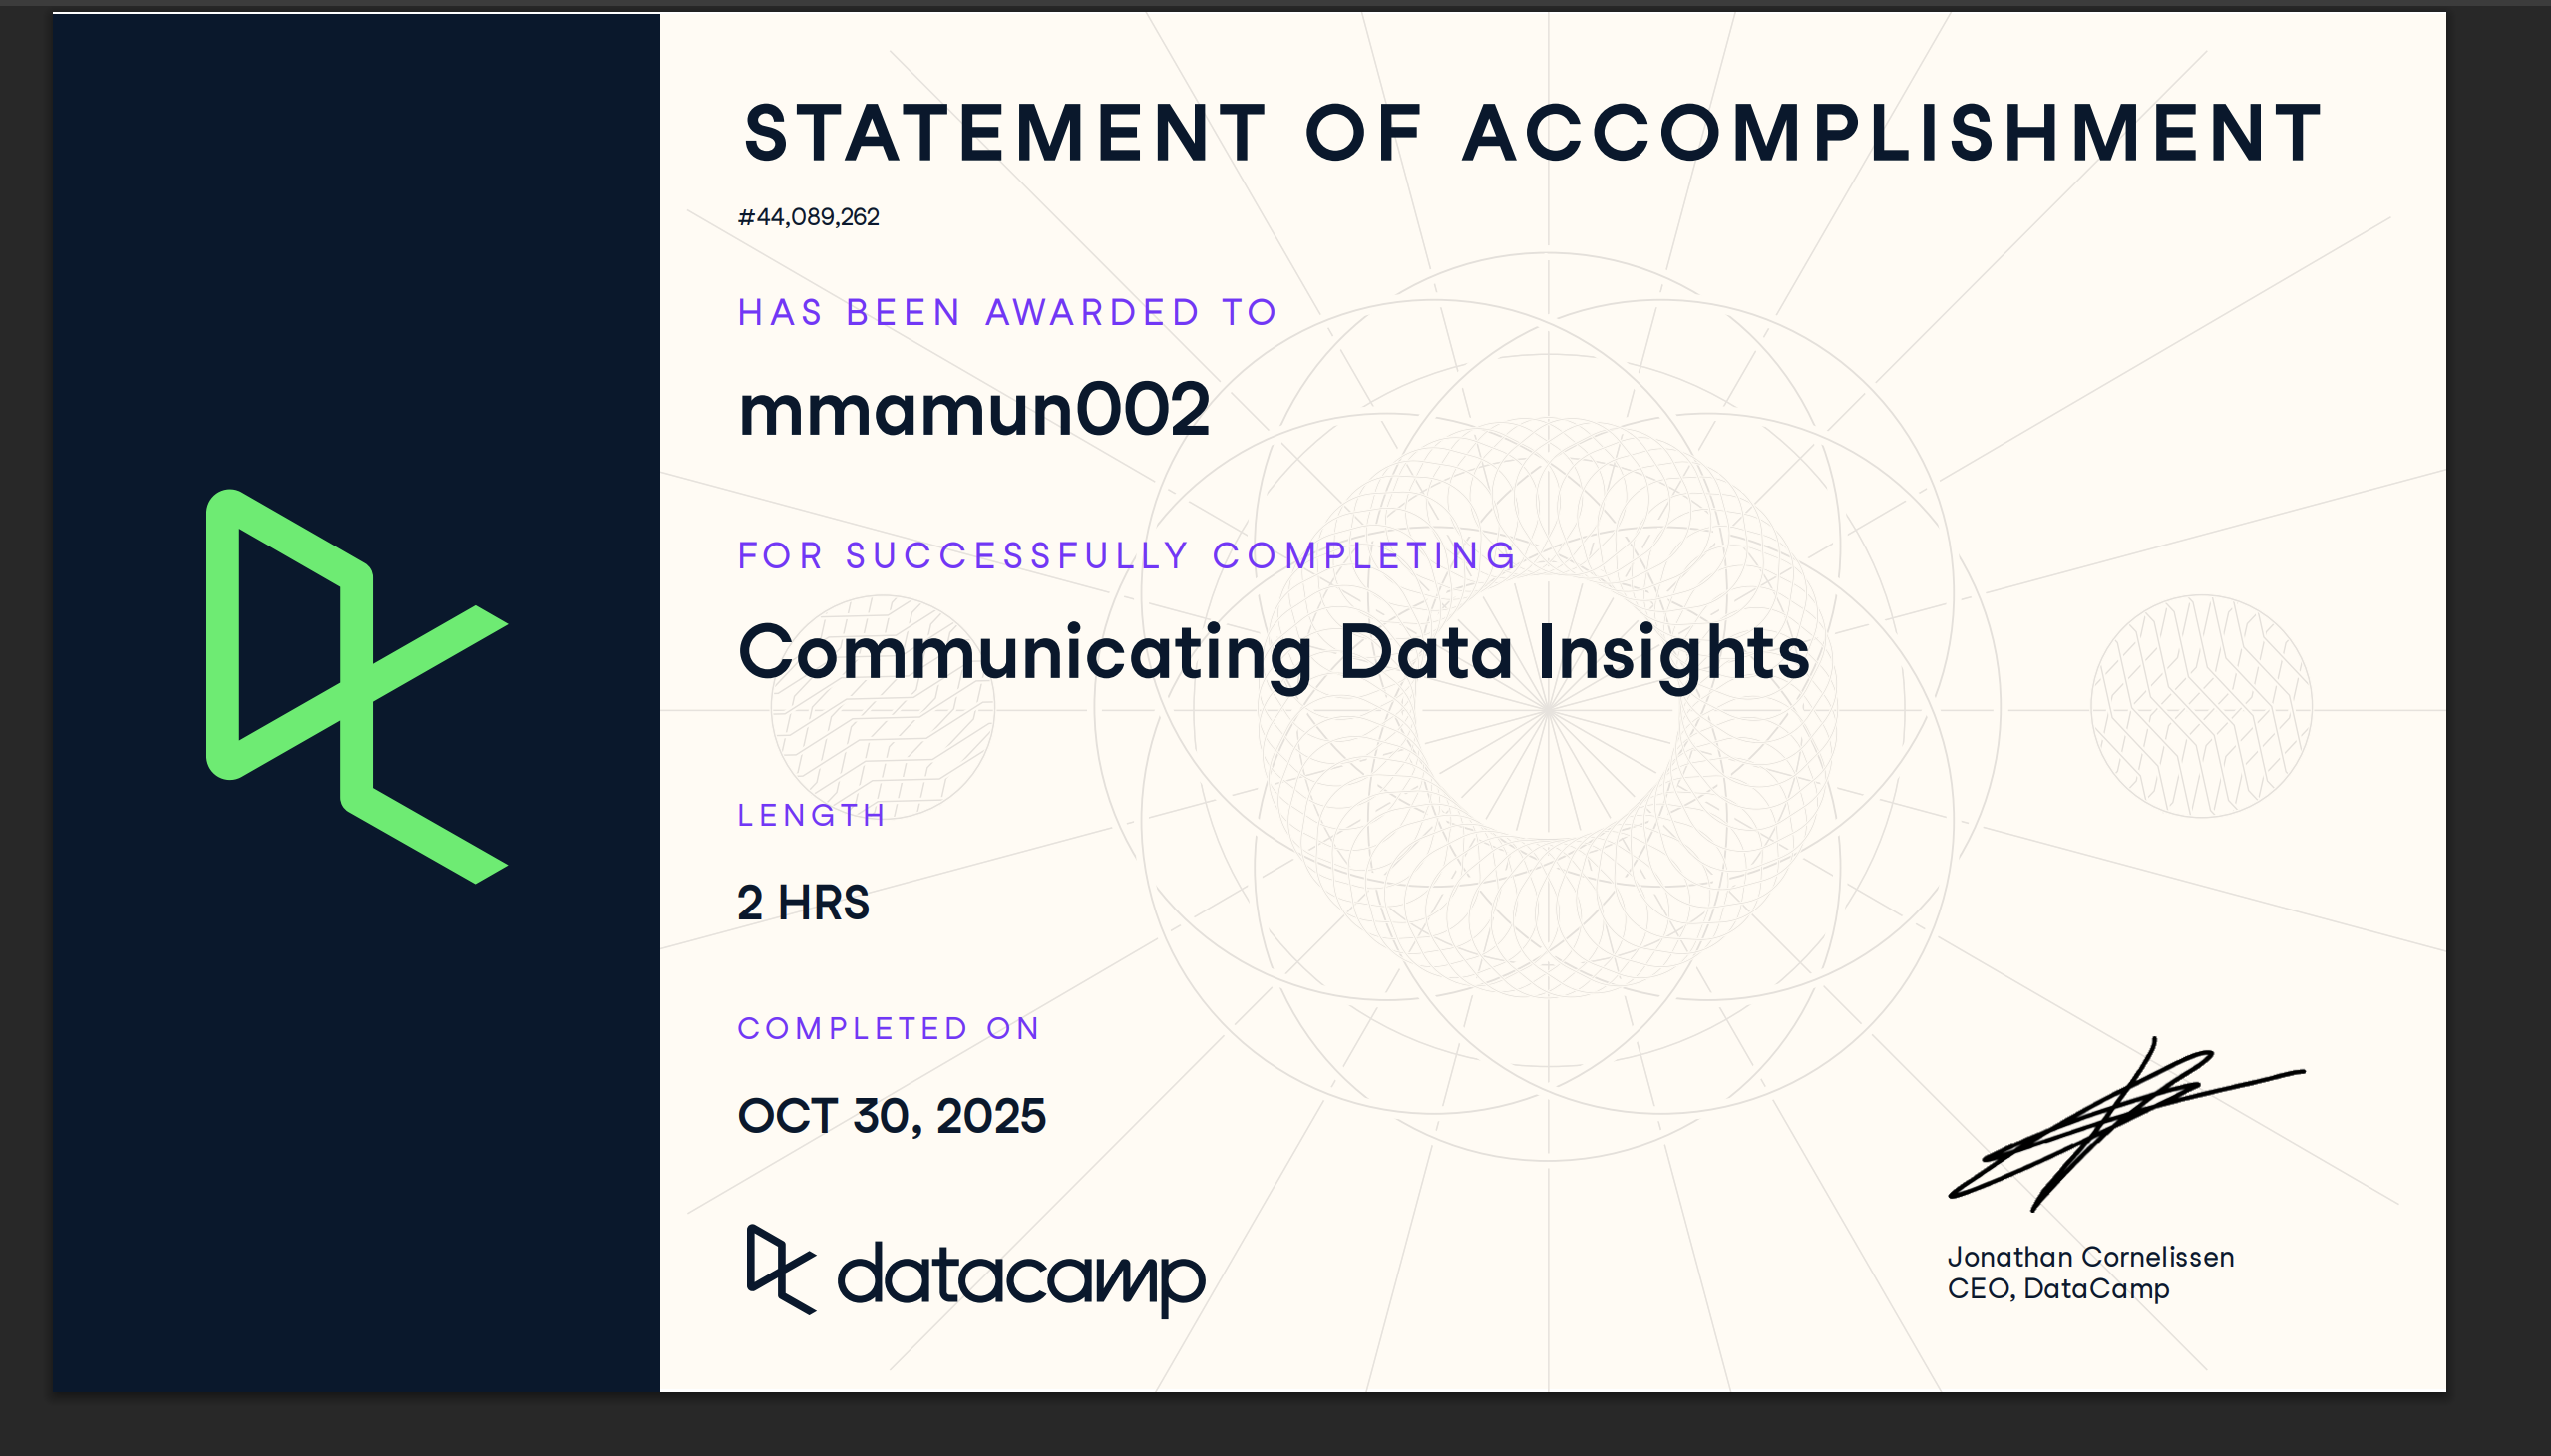 STATEMENT OF ACCOMPLISHMENT
#44,089,262
HAS BEEN AWARDED TO
mmamun002
FOR SUCCESSFULLY COMPLETING
Communicating Data Insights
LENGTH
2 HRS
COMPLETED ON
OCT 30, 2025
datacamp
Jonathan Cornelissen
CEO, DataCamp